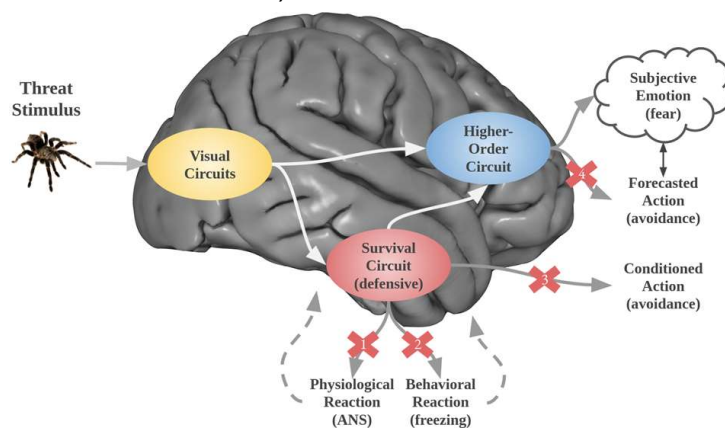 Threat
Stimulus
Visual
Circuits
Higher-
Order
Circuit
Subjective
Emotion
(fear)
4
Forecasted
Action
(avoidance)
Survival
Circuit
(defensive)
3
Conditioned
Action
(avoidance)
1
2
Physiological
Reaction
(ANS)
Behavioral
Reaction
(freezing)